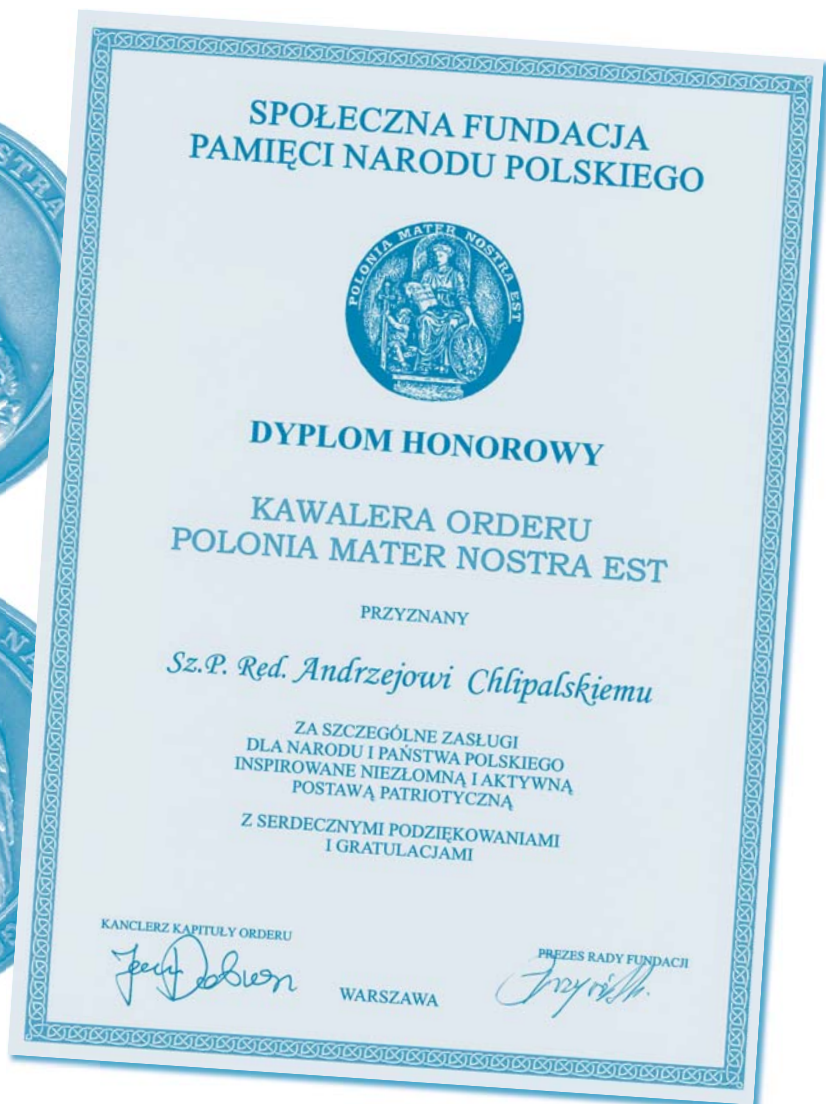 SPOŁECZNA FUNDACJA
PAMIĘCI NARODU POLSKIEGO
POLONIA MATER NOSTRA EST
DYPLOM HONOROWY
KAWALERA ORDERU
POLONIA MATER NOSTRA EST
PRZYZNANY
Sz.P. Red. Andrzejowi Chlipalskiemu
ZA SZCZEGÓLNE ZASŁUGI
DLA NARODU I PAŃSTWA POLSKIEGO
INSPIROWANE NIEZŁOMNĄ I AKTYWNĄ
POSTAWĄ PATRIOTYCZNĄ
Z SERDECZNYMI PODZIĘKOWANIAMI
I GRATULACJAMI
KANCLERZ KAPITUŁY ORDERU
PREZES RADY FUNDACJI
WARSZAWA